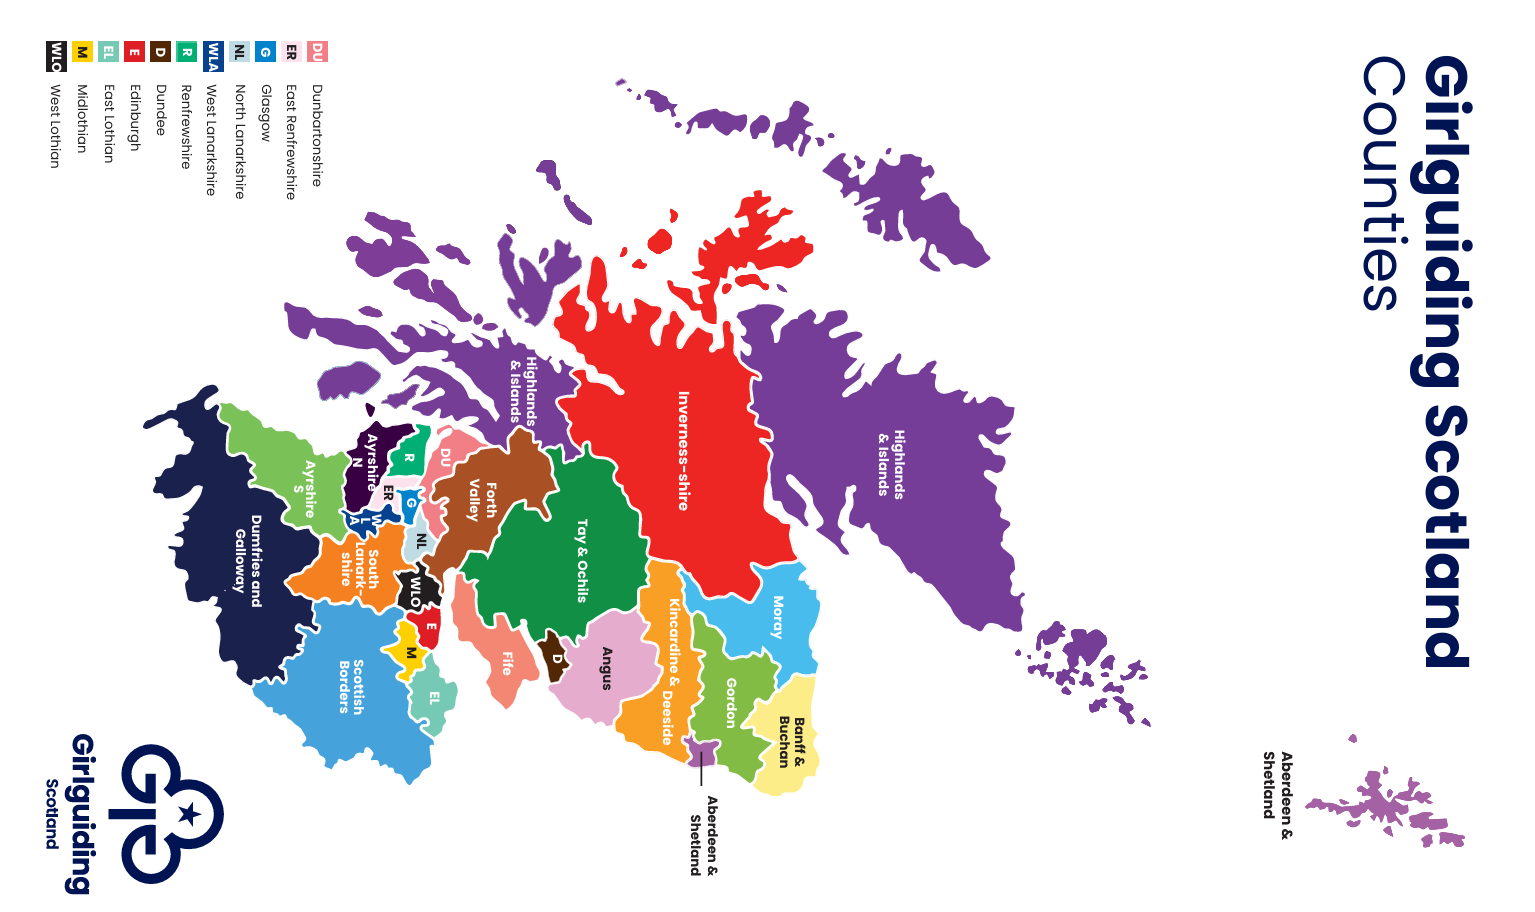 Girlguiding Scotland
Counties
Aberdeen &
Shetland
Highlands
& Islands
Banff &
Buchan
Moray
Gordon
Aberdeen &
Shetland
Inverness-shire
Kincardine & Deeside
Angus
Tay & Ochils
D
Highlands
& Islands
Fife
Forth
Valley
DU
EL
E
NL
WLO
G
R
M
ER
Ayrshire
N
W
L
A
South
Lanark-
shire
Scottish
Borders
Ayrshire
S
Dumfries and
Galloway
DU Dunbartonshire
ER East Renfrewshire
G Glasgow
NL North Lanarkshire
WLA West Lanarkshire
R Renfrewshire
D Dundee
E Edinburgh
EL East Lothian
M Midlothian
WLO West Lothian
Girlguiding
Scotland